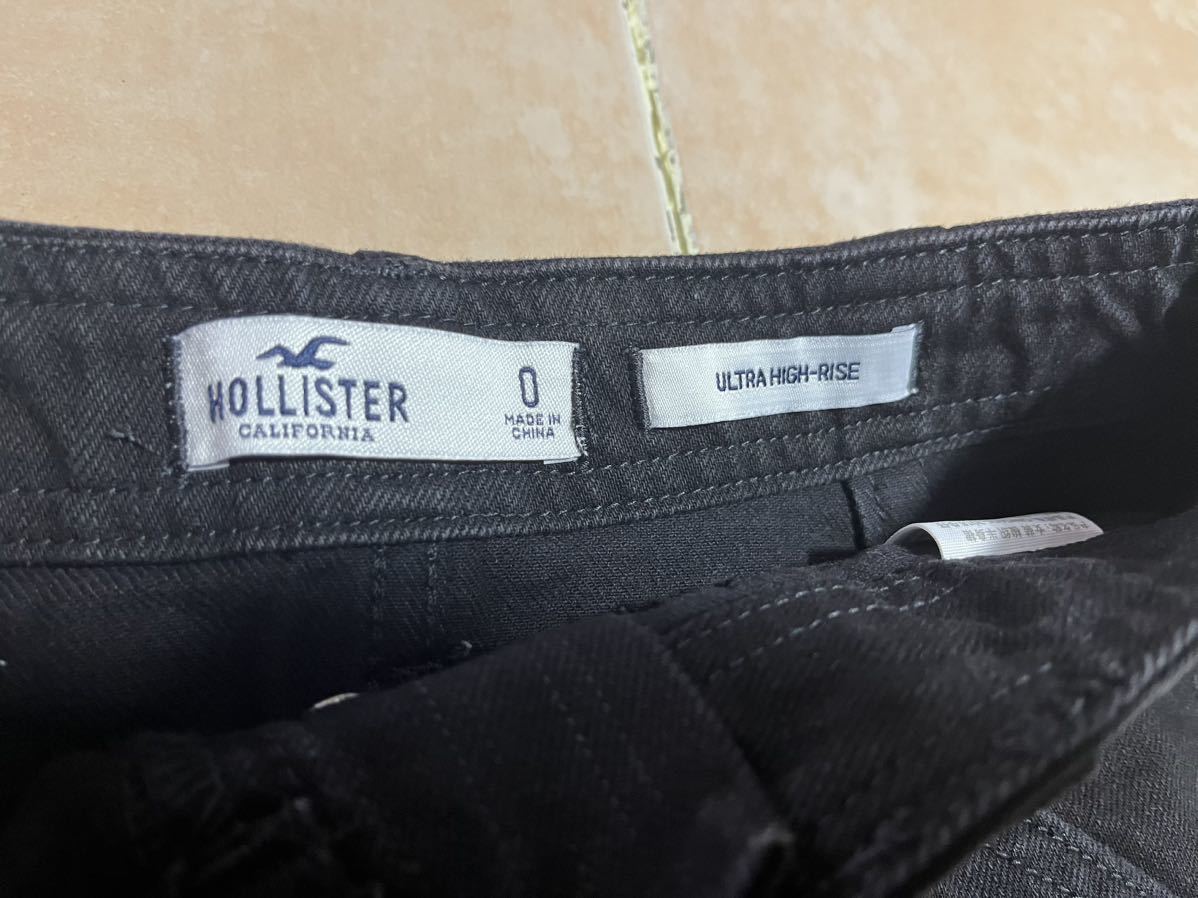 HOLLISTER
CALIFORNIA
0
MADE IN
CHINA
ULTRA HIGH-RISE